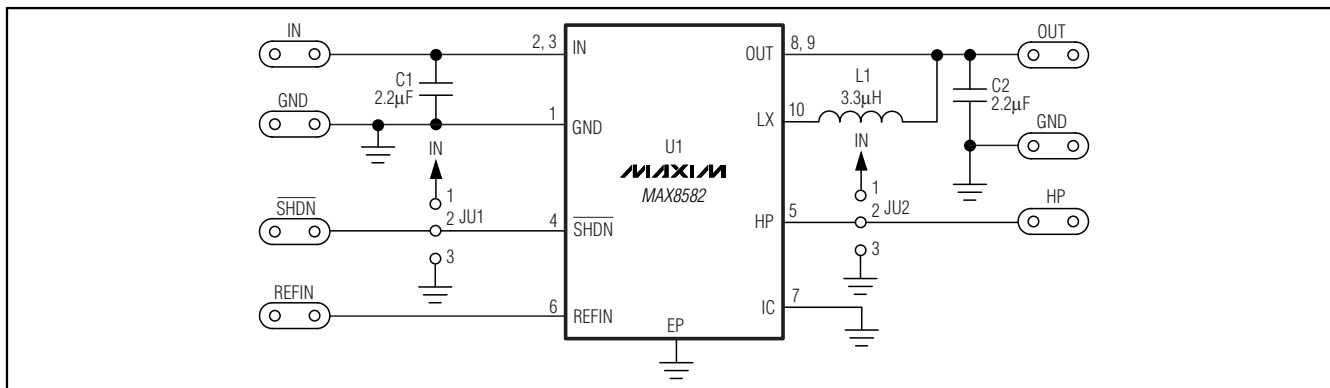 IN
2, 3
IN
C1
2.2μF
GND
1
GND
IN
1
2
JU1
3
SHDN
4
SHDN
REFIN
6
REFIN
U1
MAXIM
MAX8582
EP
OUT
8, 9
OUT
L1
3.3μH
LX
10
C2
2.2μF
GND
IN
1
2
JU2
3
HP
5
HP
IC
7